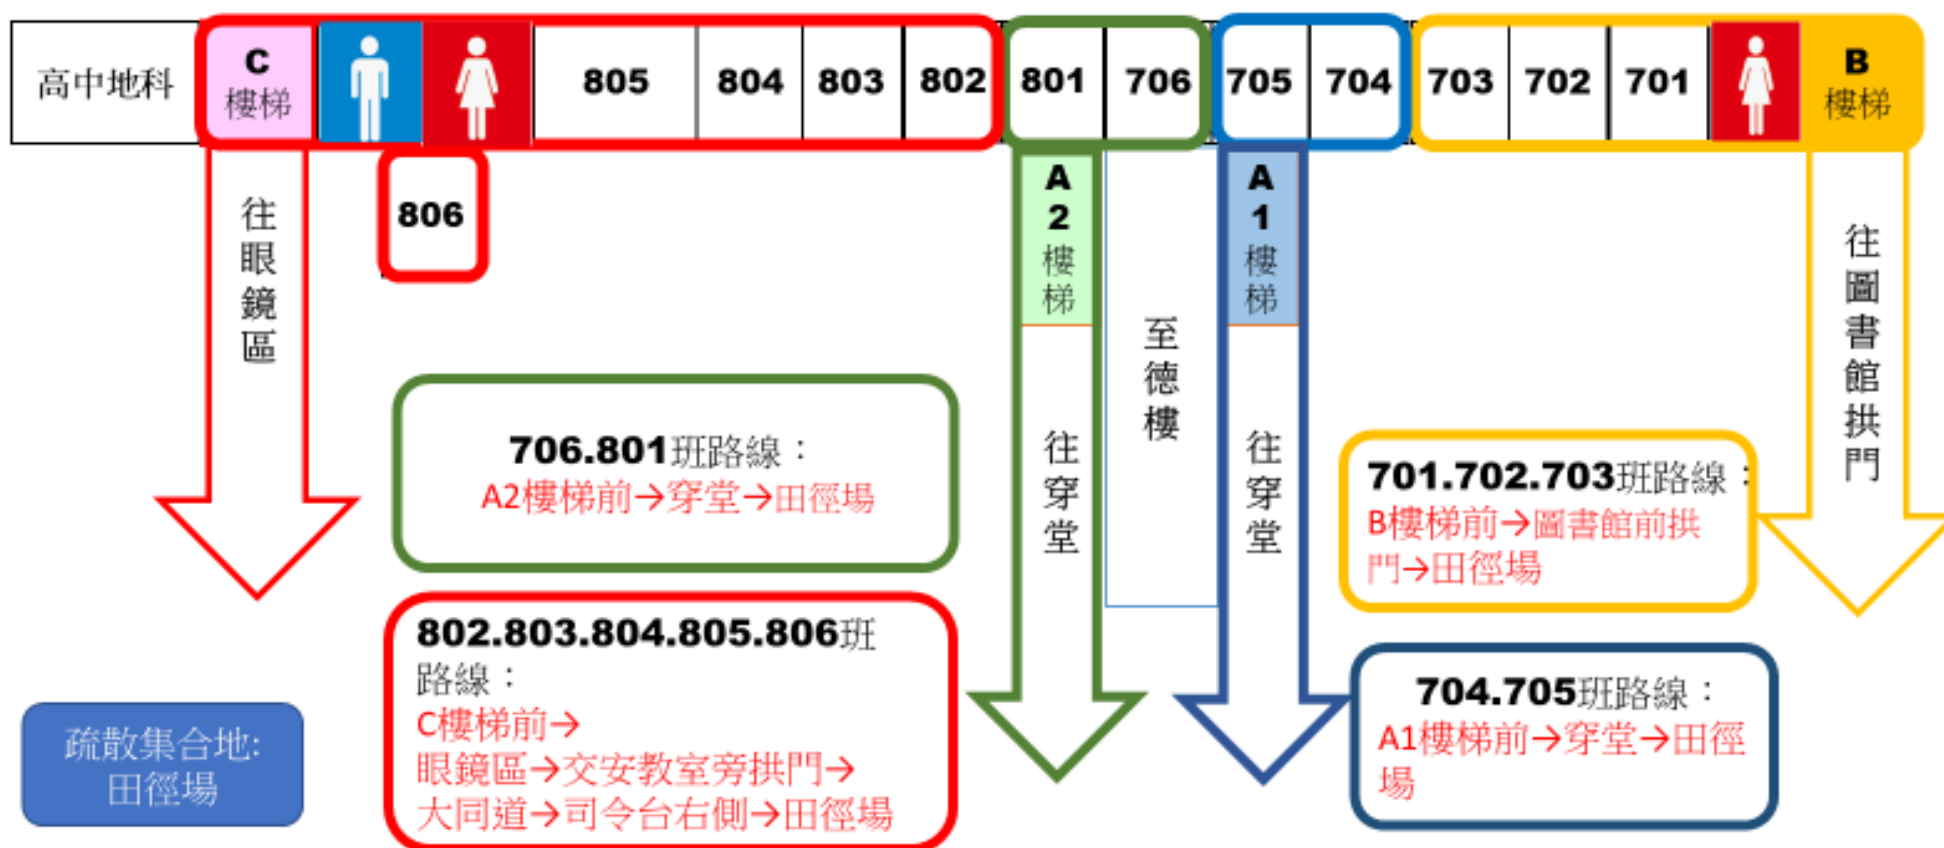 高中地科
C
樓梯
805
804
803
802
801
706
705
704
703
702
701
B
樓梯
806
往眼鏡區
A2樓梯
往穿堂
至德樓
A1樓梯
往穿堂
往圖書館拱門
706.801班路線：
A2樓梯前→穿堂→田徑場
701.702.703班路線：
B樓梯前→圖書館前拱
門→田徑場
802.803.804.805.806班
路線：
C樓梯前→
眼鏡區→交安教室旁拱門→
大同道→司令台右側→田徑場
704.705班路線：
A1樓梯前→穿堂→田徑
場
疏散集合地:
田徑場